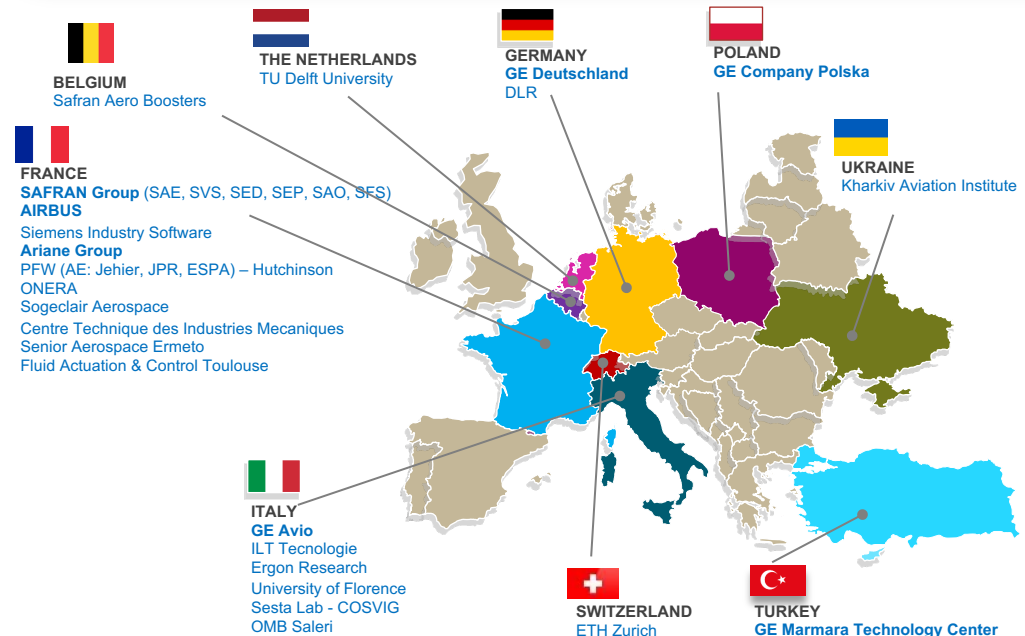 BELGIUM
Safran Aero Boosters
THE NETHERLANDS
TU Delft University
GERMANY
GE Deutschland
DLR
POLAND
GE Company Polska
UKRAINE
Kharkiv Aviation Institute
FRANCE
SAFRAN Group (SAE, SVS, SED, SEP, SAO, SFS)
AIRBUS
Siemens Industry Software
Ariane Group
PFW (AE: Jehier, JPR, ESPA) – Hutchinson
ONERA
Sogeclair Aerospace
Centre Technique des Industries Mecaniques
Senior Aerospace Ermeto
Fluid Actuation & Control Toulouse
ITALY
GE Avio
ILT Tecnologie
Ergon Research
University of Florence
Sesta Lab - COSVIG
OMB Saleri
SWITZERLAND
ETH Zurich
TURKEY
GE Marmara Technology Center